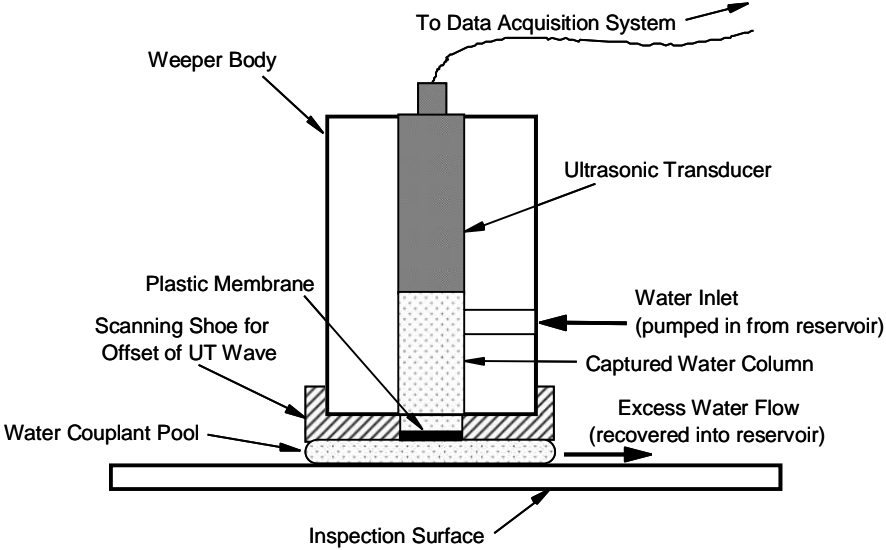 To Data Acquisition System
Weeper Body
Ultrasonic Transducer
Plastic Membrane
Water Inlet
(pumped in from reservoir)
Scanning Shoe for
Offset of UT Wave
Captured Water Column
Excess Water Flow
(recovered into reservoir)
Water Couplant Pool
Inspection Surface